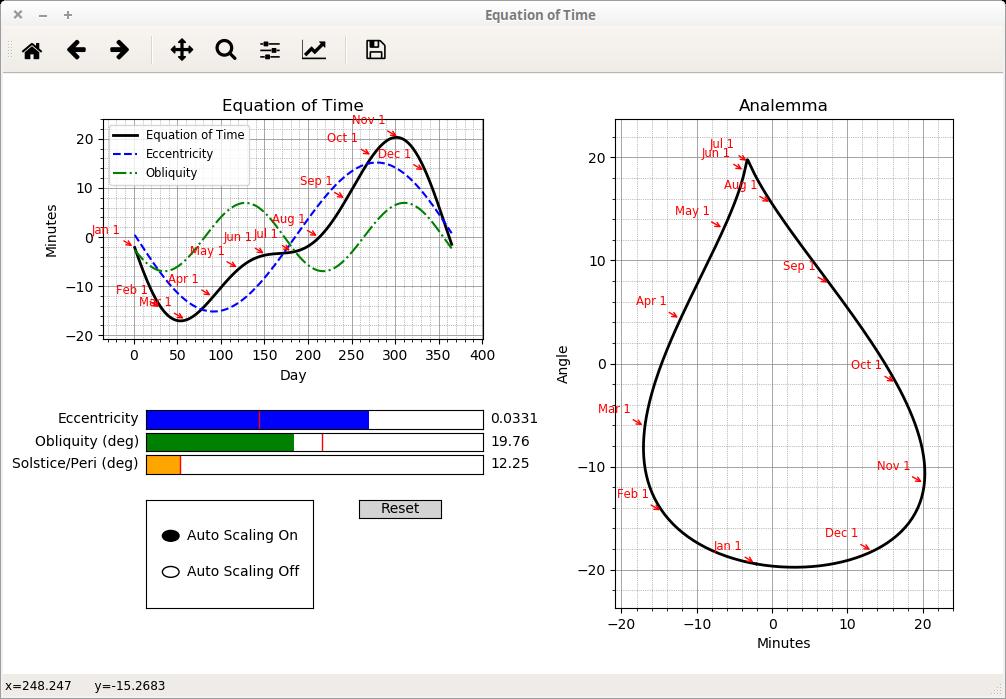 Equation of Time
Equation of Time
Equation of Time
Eccentricity
Obliquity
Minutes
20
10
0
−10
−20
Jan 1
Feb 1
Mar 1
Apr 1
May 1
Jun 1
Jul 1
Aug 1
Sep 1
Oct 1
Nov 1
Dec 1
0 50 100 150 200 250 300 350 400
Day
Eccentricity 0.0331
Obliquity (deg) 19.76
Solstice/Peri (deg) 12.25
Auto Scaling On
Auto Scaling Off
Reset
Analemma
Angle
20
10
0
−10
−20
Jul 1
Jun 1
Aug 1
May 1
Sep 1
Apr 1
Oct 1
Mar 1
Nov 1
Feb 1
Dec 1
Jan 1
−20 −10 0 10 20
Minutes
x=248.247 y=-15.2683